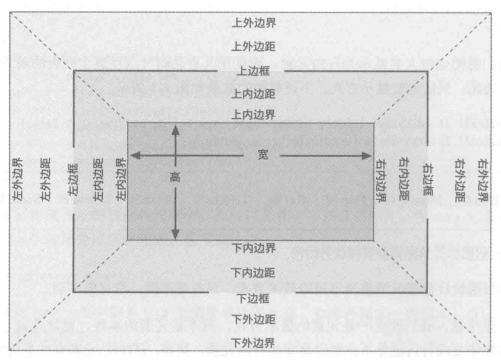 上外边界
上外边距
上边框
上内边距
上内边界
左外边界
左外边距
左边框
左内边距
左内边界
宽
高
右内边界
右内边距
右边框
右外边距
右外边界
下内边界
下内边距
下边框
下外边距
下外边界